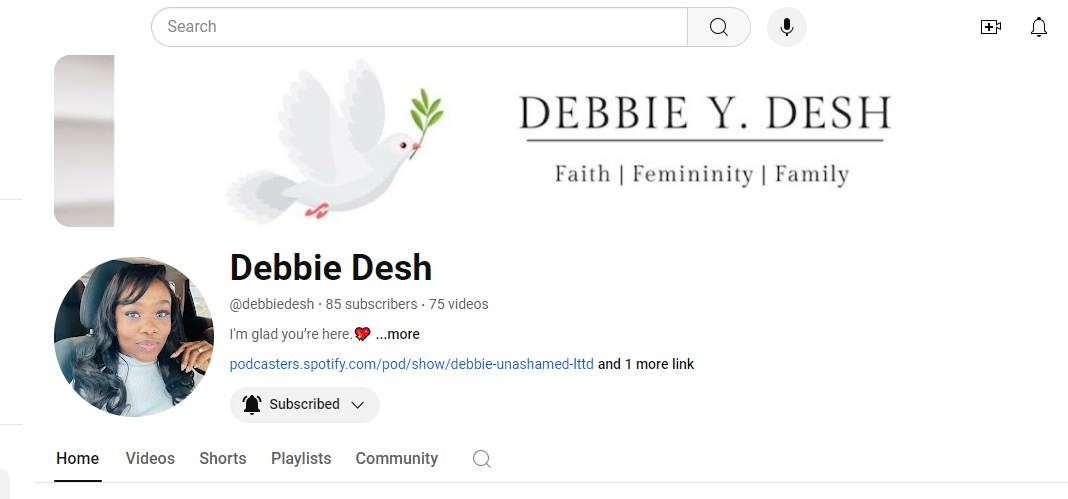 Search
DEBBIE Y. DESH
Faith | Femininity | Family
Debbie Desh
@debbiedesh · 85 subscribers · 75 videos
I'm glad you're here.💖 ...more
podcasters.spotify.com/pod/show/debbie-unashamed-lttd and 1 more link
Subscribed
Home Videos Shorts Playlists Community